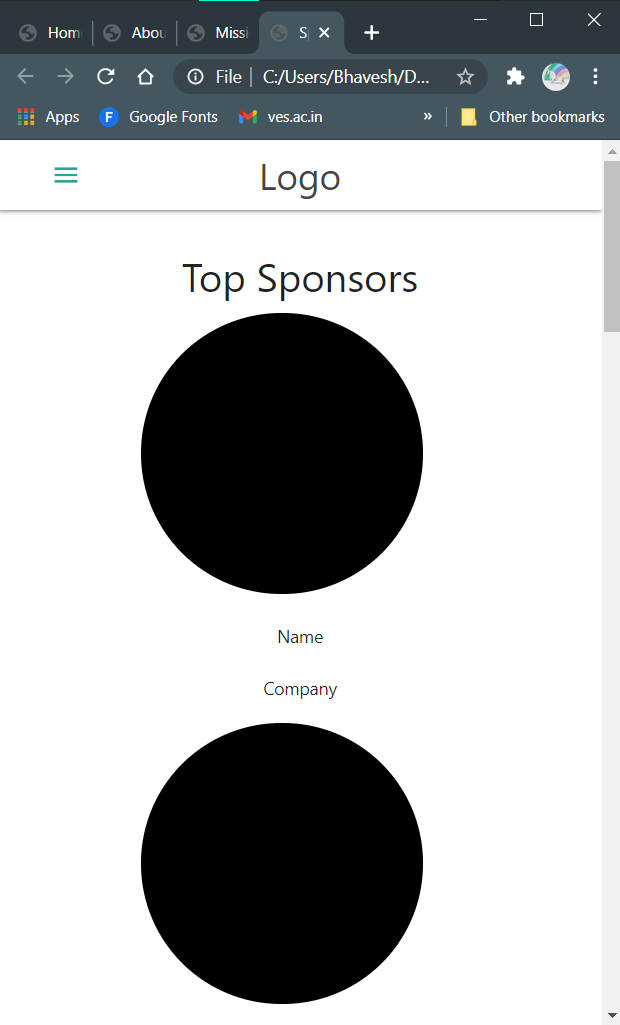 Hom Abou Missi Sp
File C:/Users/Bhavesh/D...
Apps F Google Fonts ves.ac.in » Other bookmarks
Logo
Top Sponsors
Name
Company